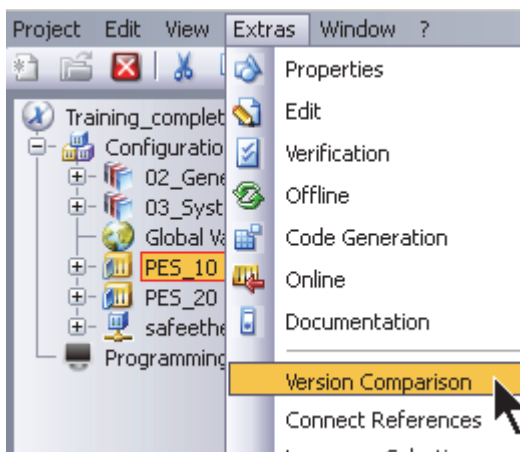 Project Edit View Extras Window ?
Properties
Training_complet
Edit
Configuratio
Verification
02_Gene
Offline
03_Syst
Global Va
Code Generation
PES_10
Online
PES_20
Documentation
safeethe
Programming
Version Comparison
Connect References